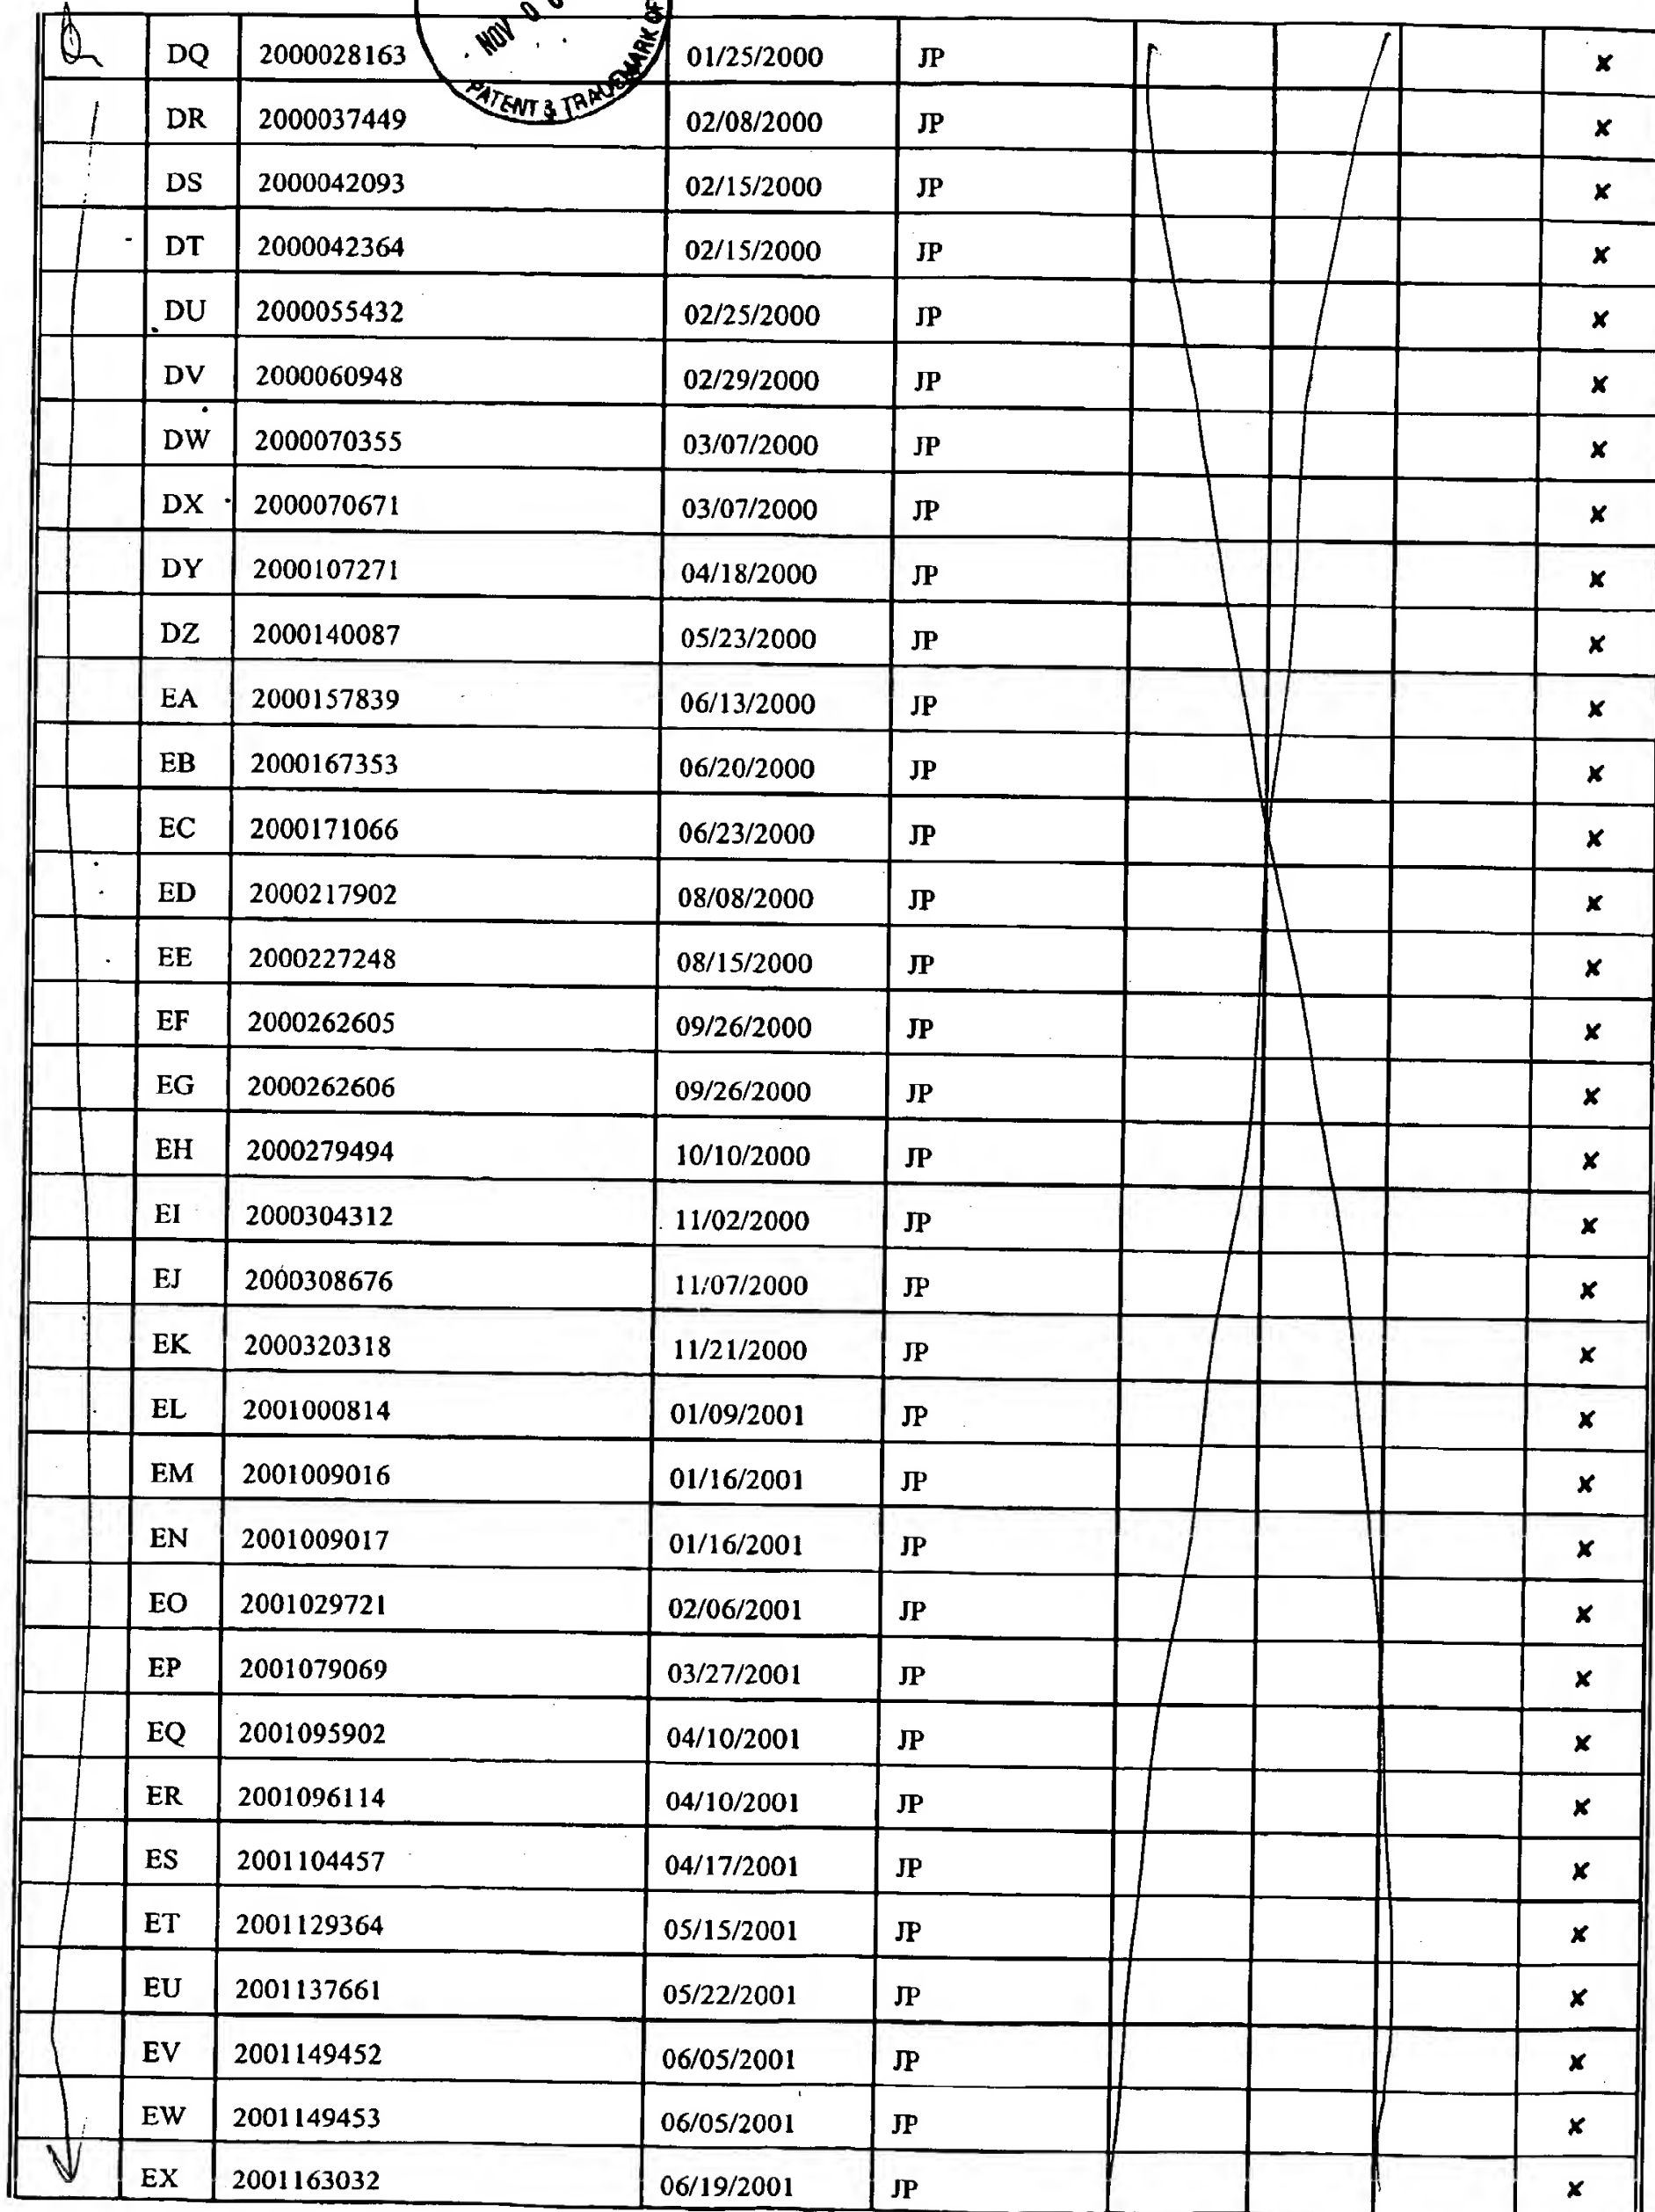 NOV 0
PATENT & TRADEMARK OF
DQ 2000028163 01/25/2000 JP x
DR 2000037449 02/08/2000 JP x
DS 2000042093 02/15/2000 JP x
DT 2000042364 02/15/2000 JP x
DU 2000055432 02/25/2000 JP x
DV 2000060948 02/29/2000 JP x
DW 2000070355 03/07/2000 JP x
DX 2000070671 03/07/2000 JP x
DY 2000107271 04/18/2000 JP x
DZ 2000140087 05/23/2000 JP x
EA 2000157839 06/13/2000 JP x
EB 2000167353 06/20/2000 JP x
EC 2000171066 06/23/2000 JP x
ED 2000217902 08/08/2000 JP x
EE 2000227248 08/15/2000 JP x
EF 2000262605 09/26/2000 JP x
EG 2000262606 09/26/2000 JP x
EH 2000279494 10/10/2000 JP x
EI 2000304312 11/02/2000 JP x
EJ 2000308676 11/07/2000 JP x
EK 2000320318 11/21/2000 JP x
EL 2001000814 01/09/2001 JP x
EM 2001009016 01/16/2001 JP x
EN 2001009017 01/16/2001 JP x
EO 2001029721 02/06/2001 JP x
EP 2001079069 03/27/2001 JP x
EQ 2001095902 04/10/2001 JP x
ER 2001096114 04/10/2001 JP x
ES 2001104457 04/17/2001 JP x
ET 2001129364 05/15/2001 JP x
EU 2001137661 05/22/2001 JP x
EV 2001149452 06/05/2001 JP x
EW 2001149453 06/05/2001 JP x
EX 2001163032 06/19/2001 JP x